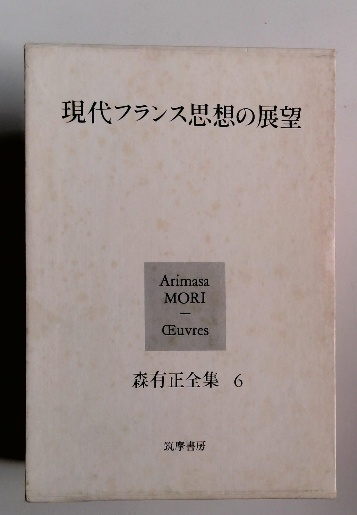 現代フランス思想の展望
Arimasa
MORI
—
Œuvres
森有正全集 6
筑摩書房